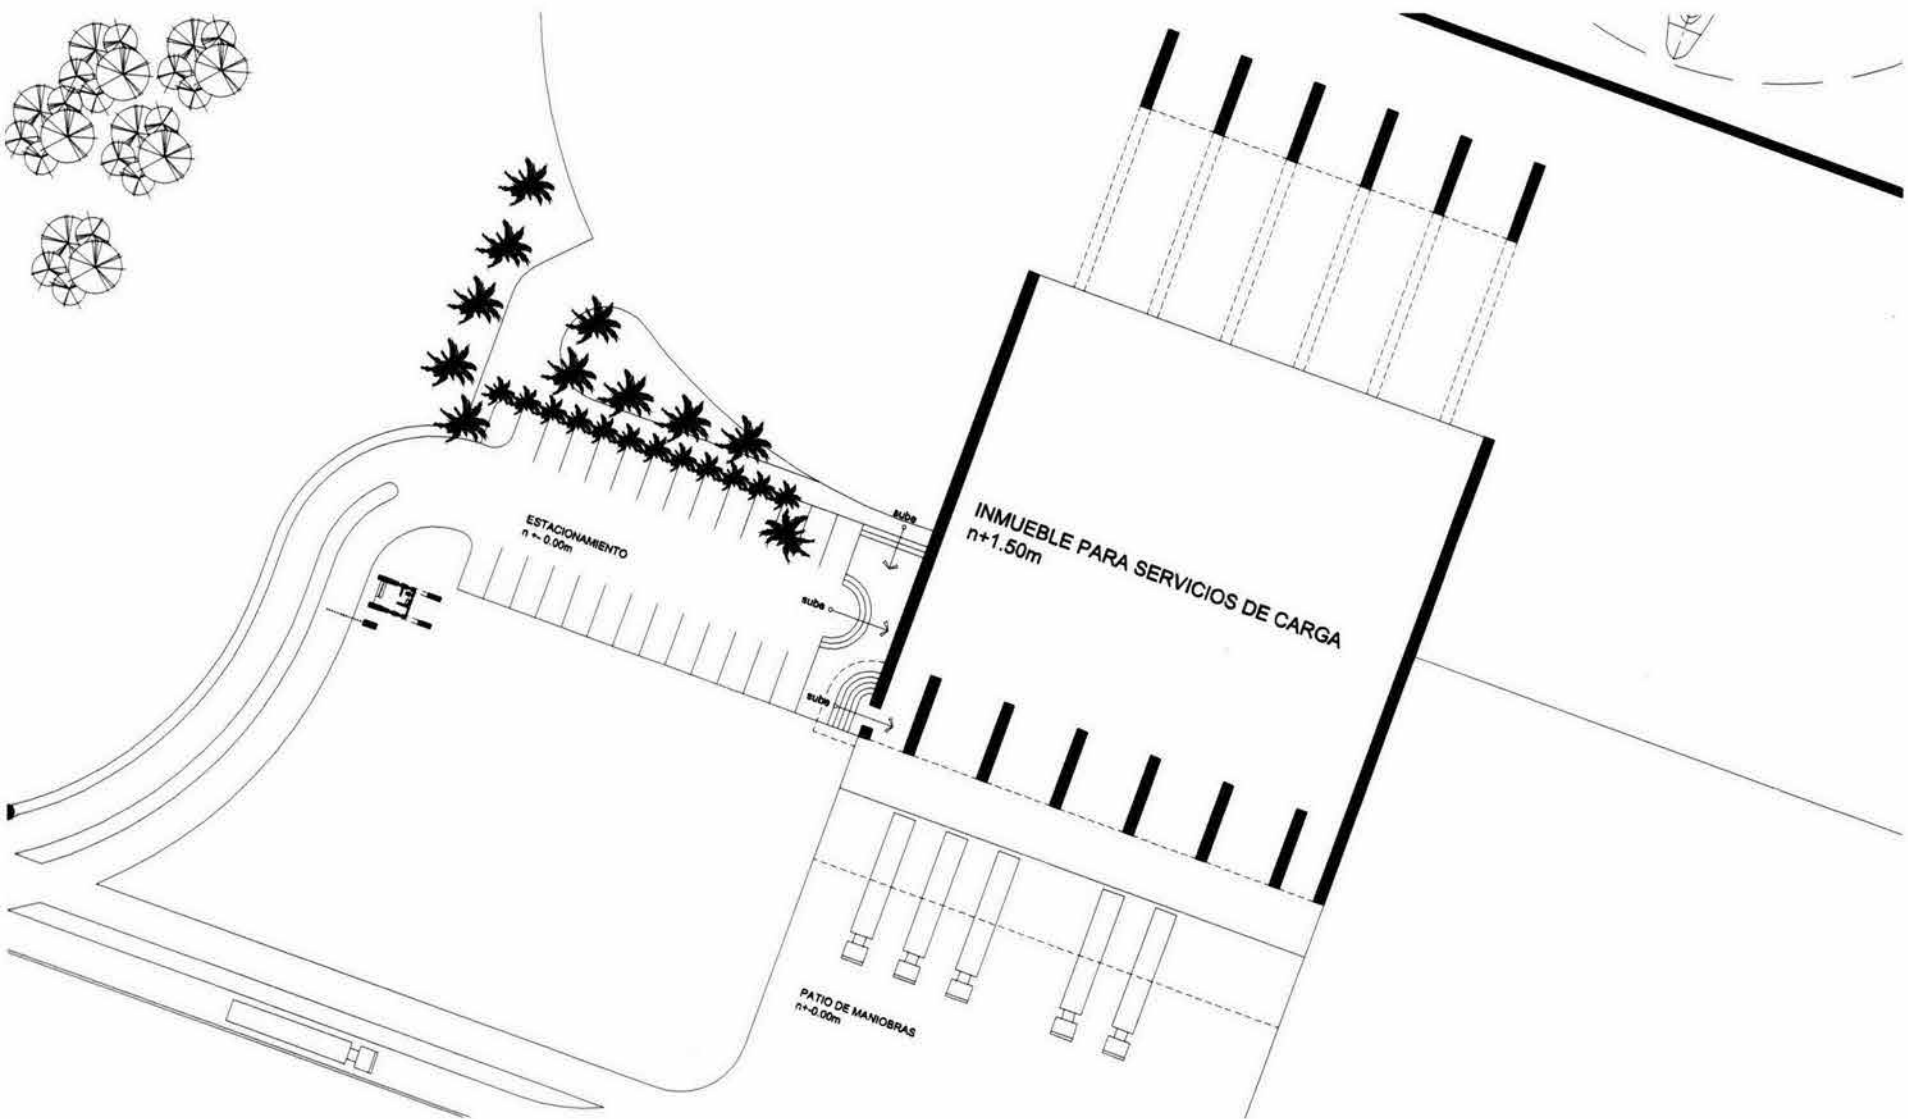 sube
INMUEBLE PARA SERVICIOS DE CARGA
n+1.50m
ESTACIONAMIENTO
n +- 0.00m
sube
sube
PATIO DE MANIOBRAS
n+-0.00m